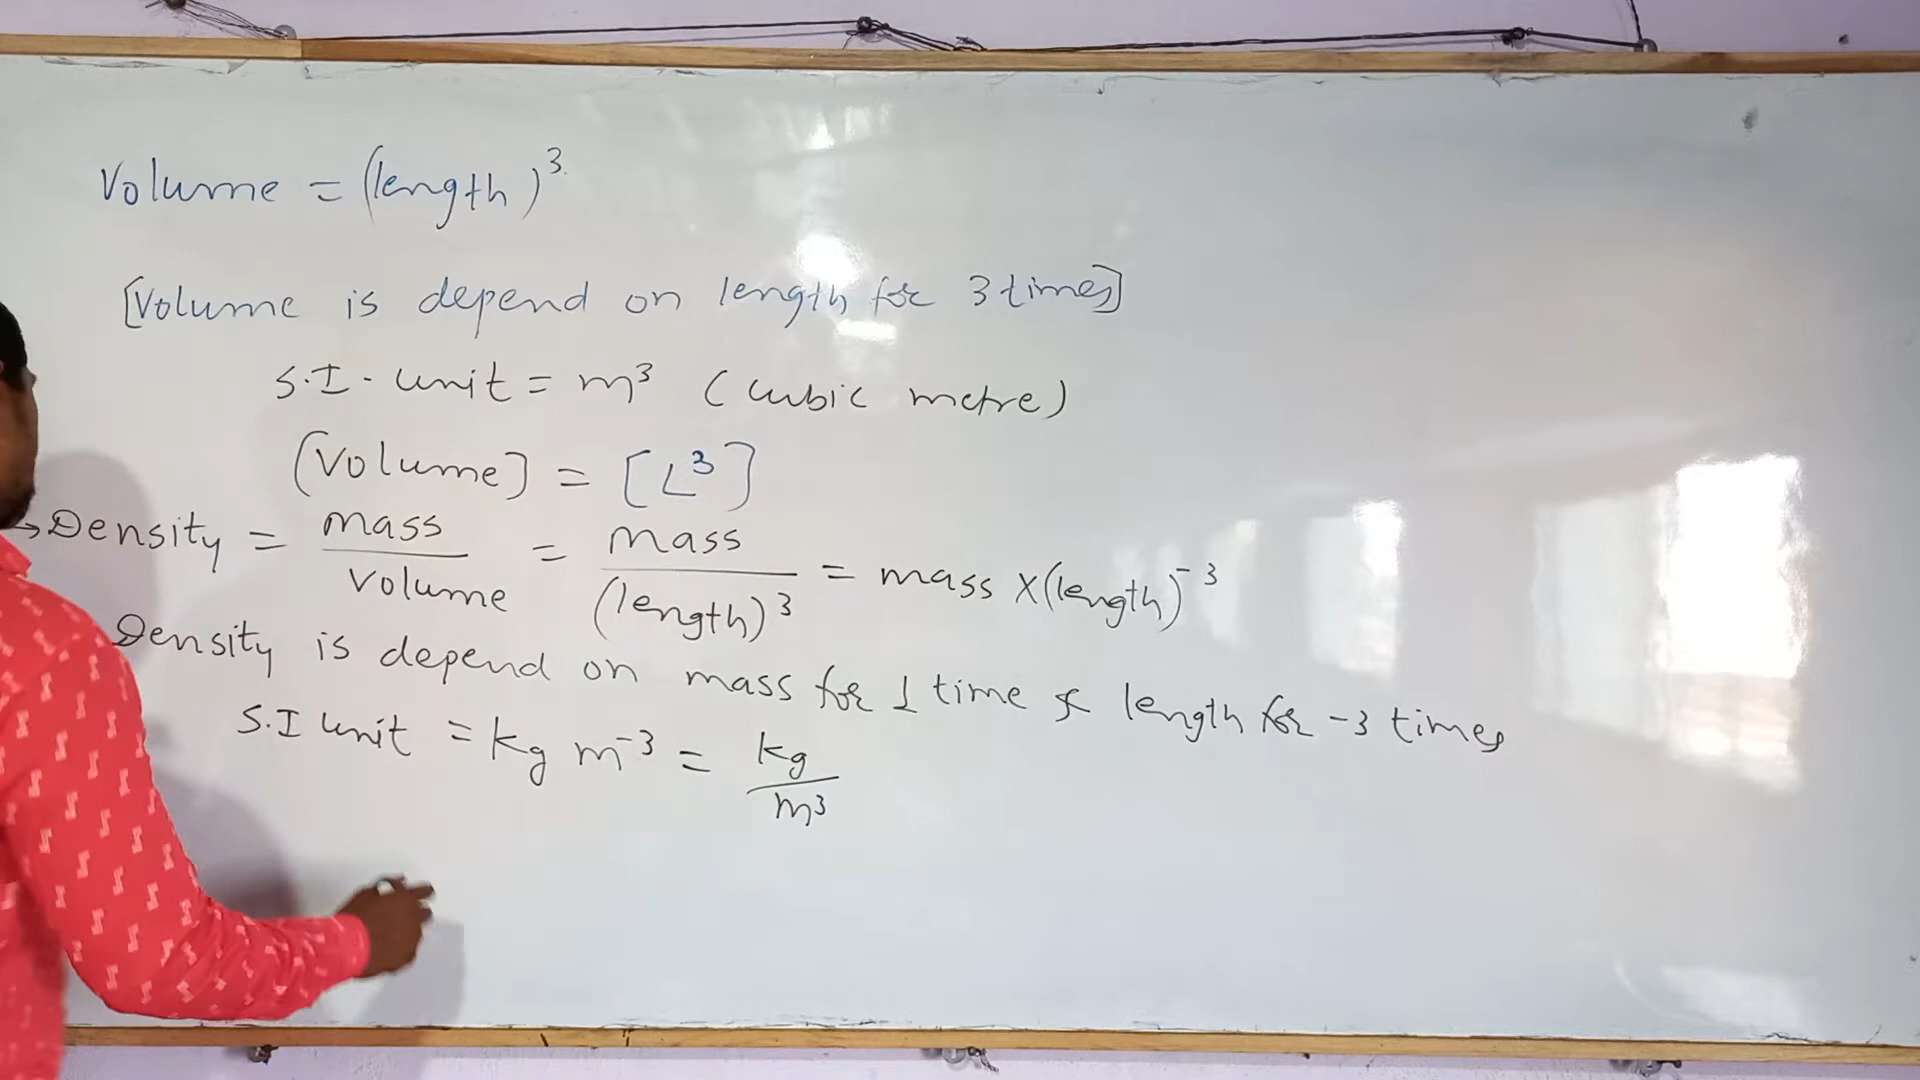 Volume = (length)³
[Volume is depend on length for 3 times]
S.I. unit = m³ (cubic metre)
[Volume] = [L³]
→ Density = mass/volume = mass/(length)³ = mass x (length)⁻³
Density is depend on mass for 1 time & length for -3 times
S.I unit = kg m⁻³ = kg/m³